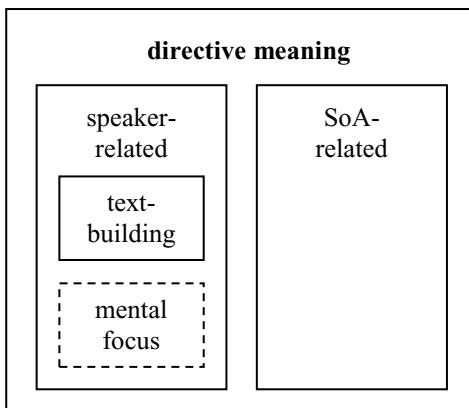 directive meaning
speaker-
related
text-
building
mental
focus
SoA-
related